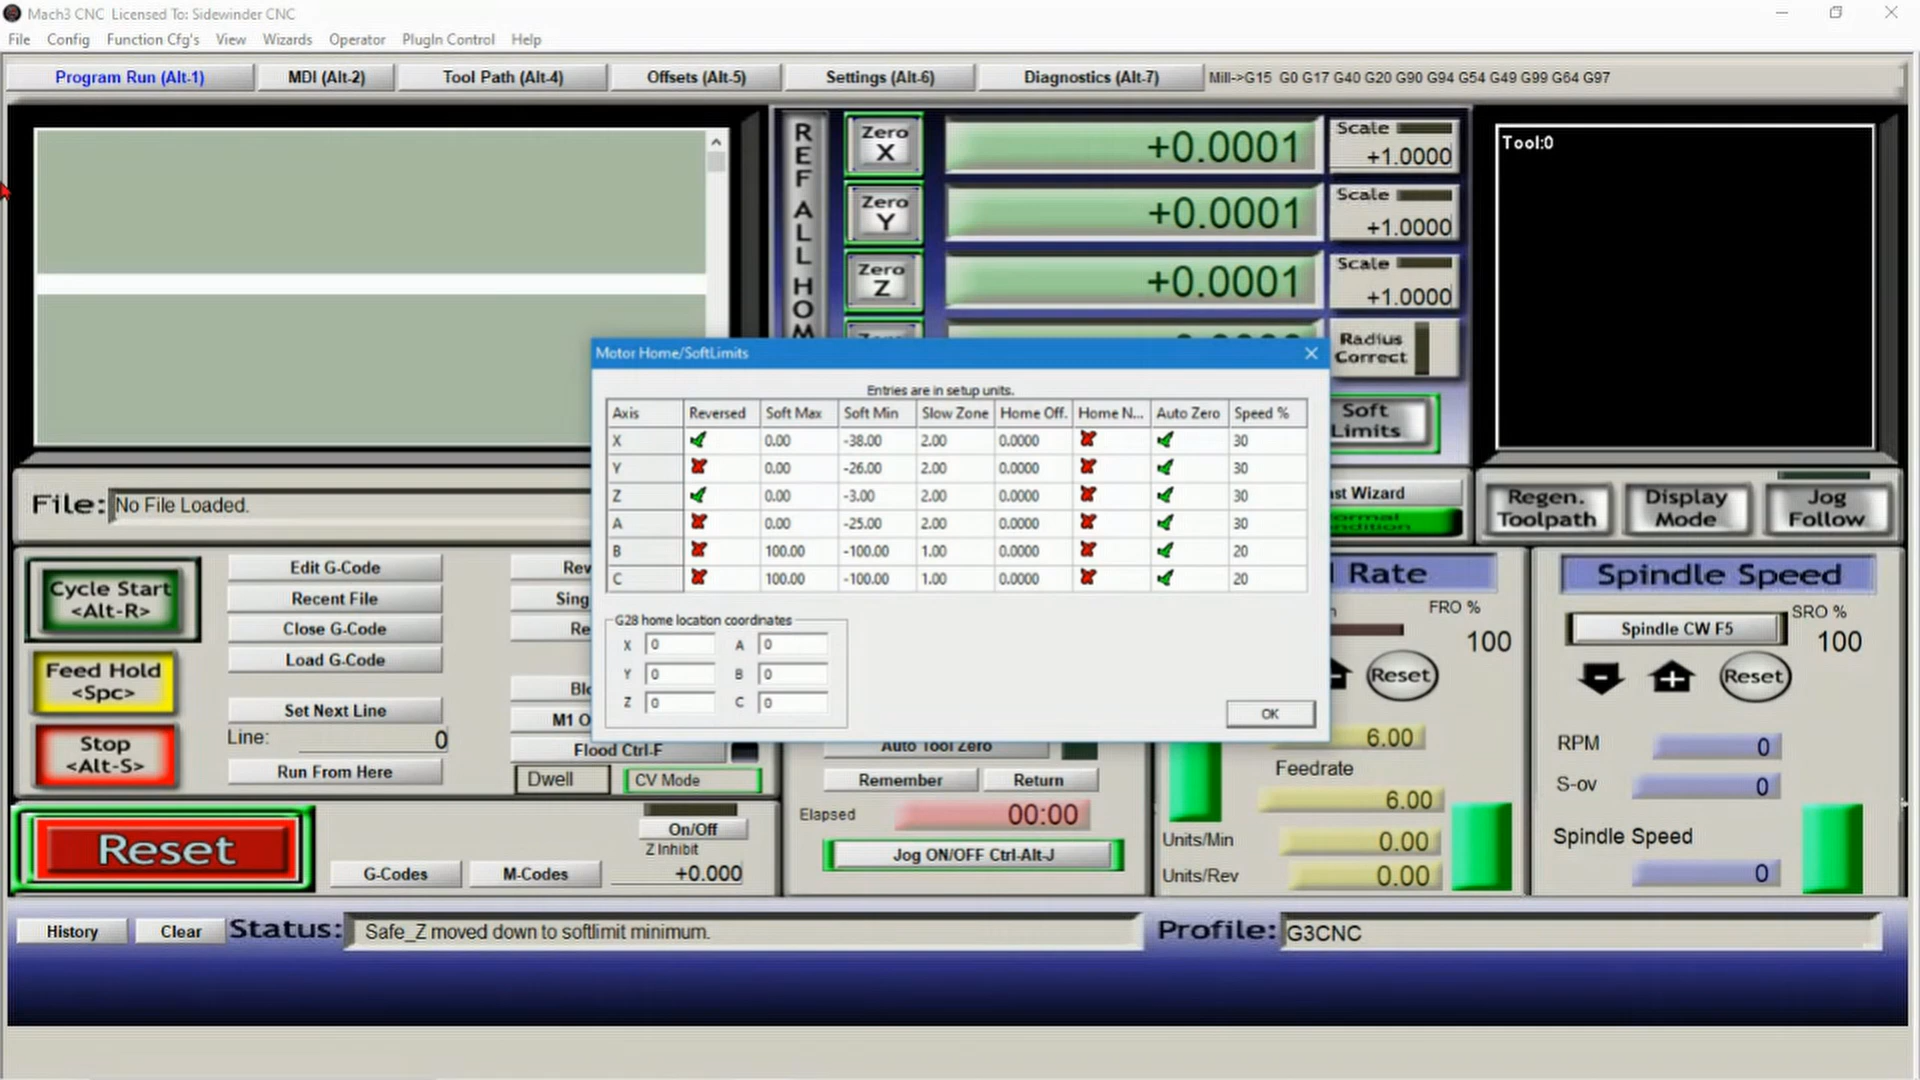 Mach3 CNC Licensed To: Sidewinder CNC
File Config Function Cfg's View Wizards Operator PlugIn Control Help
Program Run (Alt-1) MDI (Alt-2) Tool Path (Alt-4) Offsets (Alt-5) Settings (Alt-6) Diagnostics (Alt-7) Mill->G15 G0 G17 G40 G20 G90 G94 G54 G49 G99 G64 G97
REF ALL HOM
Zero X +0.0001 Scale +1.0000
Zero Y +0.0001 Scale +1.0000
Zero Z +0.0001 Scale +1.0000
Radius Correct
Soft Limits
Tool:0
Motor Home/SoftLimits
Entries are in setup units.
Axis Reversed Soft Max Soft Min Slow Zone Home Off. Home N... Auto Zero Speed %
X 0.00 -38.00 2.00 0.0000 30
Y 0.00 -26.00 2.00 0.0000 30
Z 0.00 -3.00 2.00 0.0000 30
A 0.00 -25.00 2.00 0.0000 30
B 100.00 -100.00 1.00 0.0000 20
C 100.00 -100.00 1.00 0.0000 20
G28 home location coordinates
X 0 A 0
Y 0 B 0
Z 0 C 0
OK
File: No File Loaded.
Wizard
Regen. Toolpath
Display Mode
Jog Follow
Cycle Start <Alt-R>
Feed Hold <Spc>
Stop <Alt-S>
Edit G-Code
Recent File
Close G-Code
Load G-Code
Set Next Line
Line: 0
Run From Here
Rev
Sing
Re
Blo
M1 O
Flood Ctrl-F
Dwell CV Mode
Reset
G-Codes M-Codes
On/Off
Z Inhibit
+0.000
Auto Tool Zero
Remember Return
Elapsed 00:00
Jog ON/OFF Ctrl-Alt-J
Rate
FRO %
100
Reset
6.00
Feedrate
6.00
Units/Min 0.00
Units/Rev 0.00
Spindle Speed
Spindle CW F5
SRO %
100
Reset
RPM 0
S-ov 0
Spindle Speed
0
History Clear Status: Safe_Z moved down to softlimit minimum. Profile: G3CNC